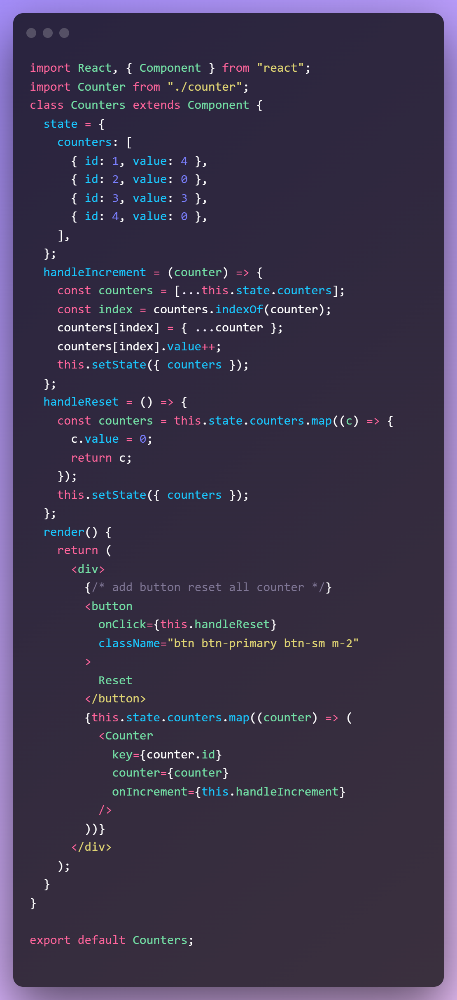 import React, { Component } from "react";
import Counter from "./counter";
class Counters extends Component {
  state = {
    counters: [
      { id: 1, value: 4 },
      { id: 2, value: 0 },
      { id: 3, value: 3 },
      { id: 4, value: 0 },
    ],
  };
  handleIncrement = (counter) => {
    const counters = [...this.state.counters];
    const index = counters.indexOf(counter);
    counters[index] = { ...counter };
    counters[index].value++;
    this.setState({ counters });
  };
  handleReset = () => {
    const counters = this.state.counters.map((c) => {
      c.value = 0;
      return c;
    });
    this.setState({ counters });
  };
  render() {
    return (
      <div>
        {/* add button reset all counter */}
        <button
          onClick={this.handleReset}
          className="btn btn-primary btn-sm m-2"
        >
          Reset
        </button>
        {this.state.counters.map((counter) => (
          <Counter
            key={counter.id}
            counter={counter}
            onIncrement={this.handleIncrement}
          />
        ))}
      </div>
    );
  }
}

export default Counters;